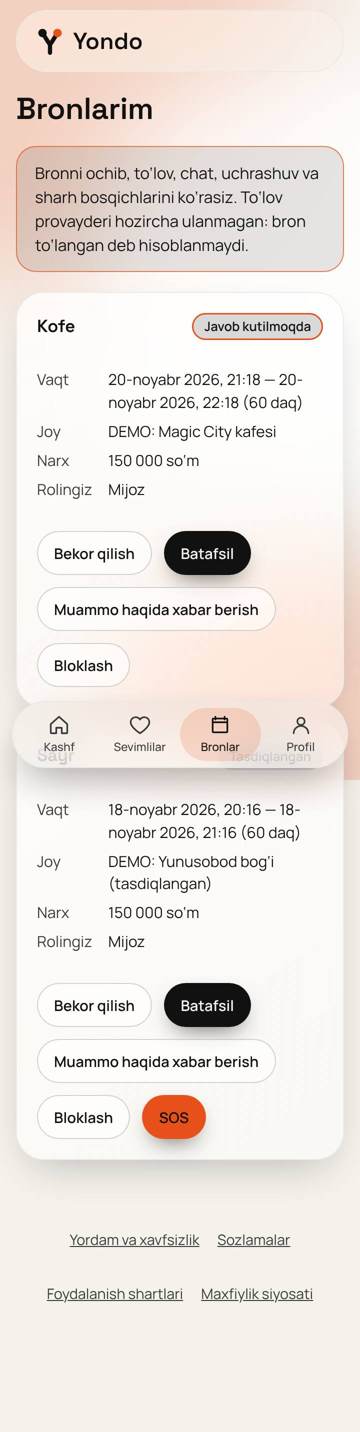 Yondo
Bronlarim
Bronni ochib, to‘lov, chat, uchrashuv va
sharh bosqichlarini ko‘rasiz. To‘lov
provayderi hozircha ulanmagan: bron
to‘langan deb hisoblanmaydi.
Kofe
Javob kutilmoqda
Vaqt 20-noyabr 2026, 21:18 — 20-
noyabr 2026, 22:18 (60 daq)
Joy DEMO: Magic City kafesi
Narx 150 000 so‘m
Rolingiz Mijoz
Bekor qilish Batafsil
Muammo haqida xabar berish
Bloklash
Kashf Sevimlilar Bronlar Profil
Sayr Tasdiqlangan
Vaqt 18-noyabr 2026, 20:16 — 18-
noyabr 2026, 21:16 (60 daq)
Joy DEMO: Yunusobod bog‘i
(tasdiqlangan)
Narx 150 000 so‘m
Rolingiz Mijoz
Bekor qilish Batafsil
Muammo haqida xabar berish
Bloklash SOS
Yordam va xavfsizlik Sozlamalar
Foydalanish shartlari Maxfiylik siyosati